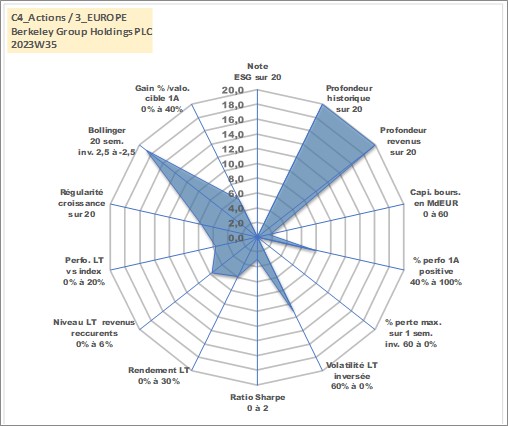 C4_Actions / 3_EUROPE
Berkeley Group Holdings PLC
2023W35
Note
ESG sur 20
Profondeur
historique
sur 20
Profondeur
revenus
sur 20
Capi. bours.
en MdEUR
0 à 60
% perfo 1A
positive
40% à 100%
% perte max.
sur 1 sem.
inv. 60 à 0%
Volatilité LT
inversée
60% à 0%
Ratio Sharpe
0 à 2
Rendement LT
0% à 30%
Niveau LT revenus
reccurents
0% à 6%
Perfo. LT
vs index
0% à 20%
Régularité
croissance
sur 20
Bollinger
20 sem.
inv. 2,5 à -2,5
Gain % /valo.
cible 1A
0% à 40%
20,0
18,0
16,0
14,0
12,0
10,0
8,0
6,0
4,0
2,0
0,0